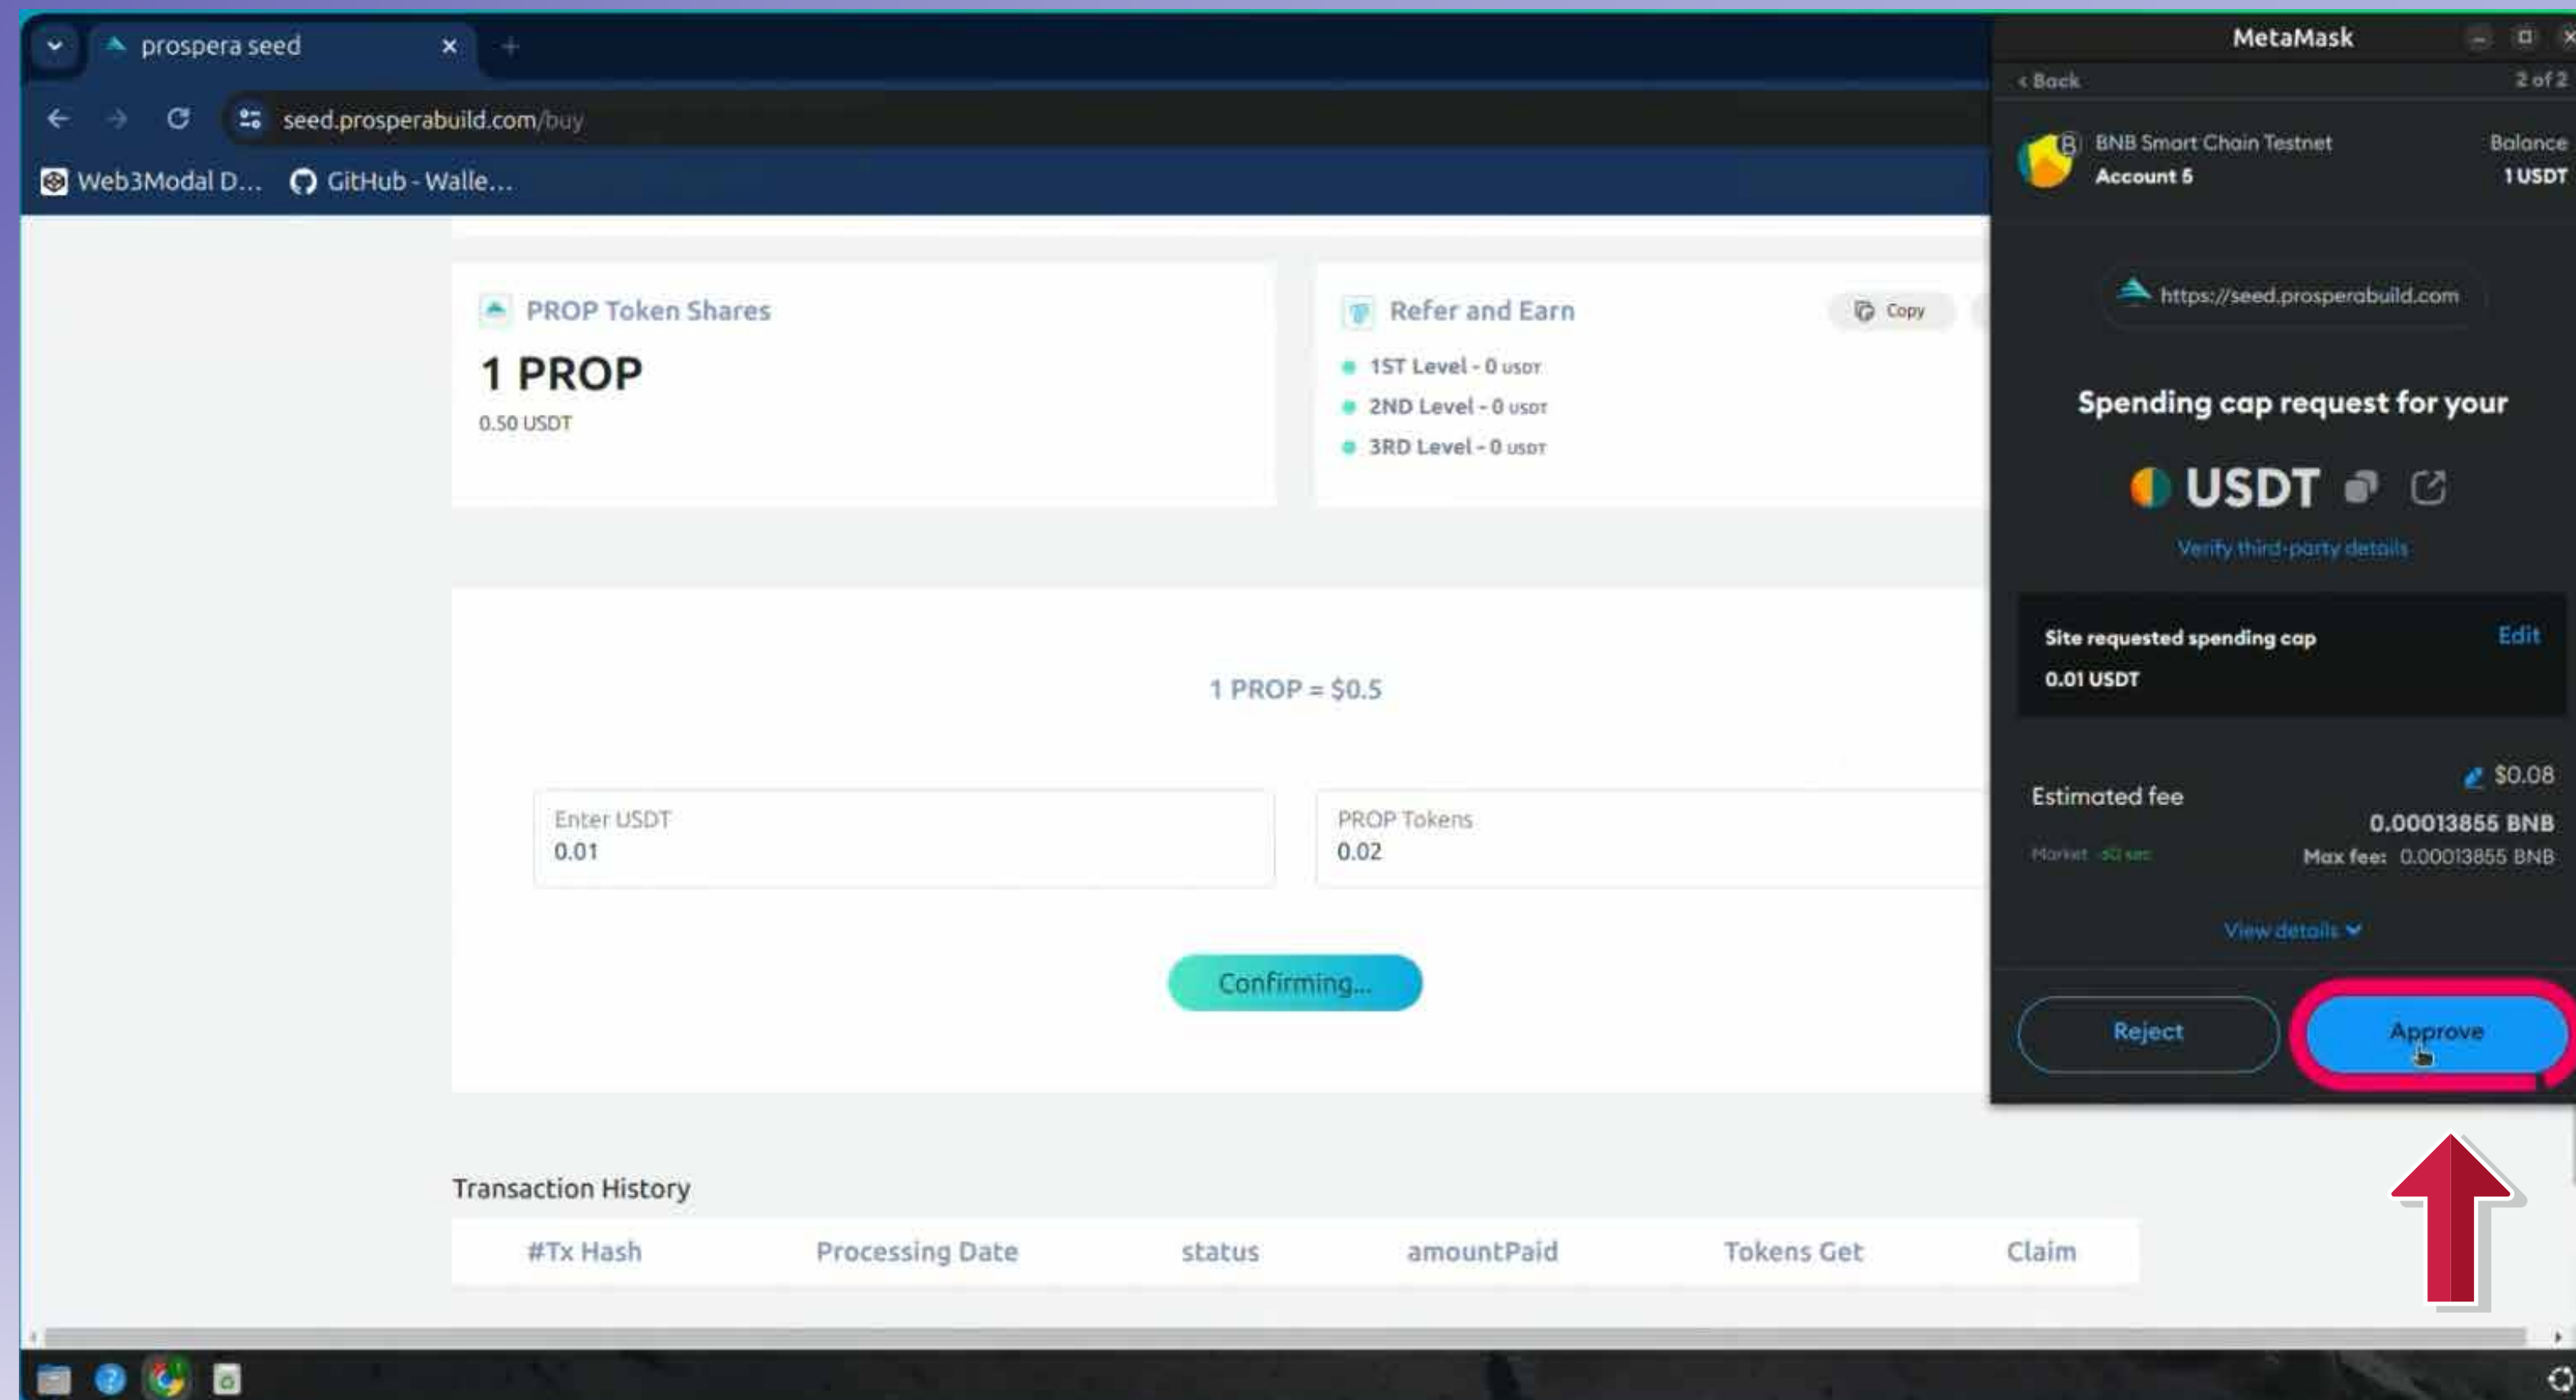 prospera seed
seed.prosperabuild.com/buy
Web3Modal D...
GitHub - Walle...
PROP Token Shares
1 PROP
0.50 USDT
Refer and Earn
Copy
1ST Level - 0 USDT
2ND Level - 0 USDT
3RD Level - 0 USDT
1 PROP = $0.5
Enter USDT
0.01
PROP Tokens
0.02
Confirming...
Transaction History
#Tx Hash Processing Date status amountPaid Tokens Get Claim
MetaMask
< Back 2 of 2
B
BNB Smart Chain Testnet Balance
Account 5 1 USDT
https://seed.prosperabuild.com
Spending cap request for your
USDT
Verify third-party details
Site requested spending cap Edit
0.01 USDT
$0.08
Estimated fee
0.00013855 BNB
Market
Max fee: 0.00013855 BNB
View details
Reject Approve